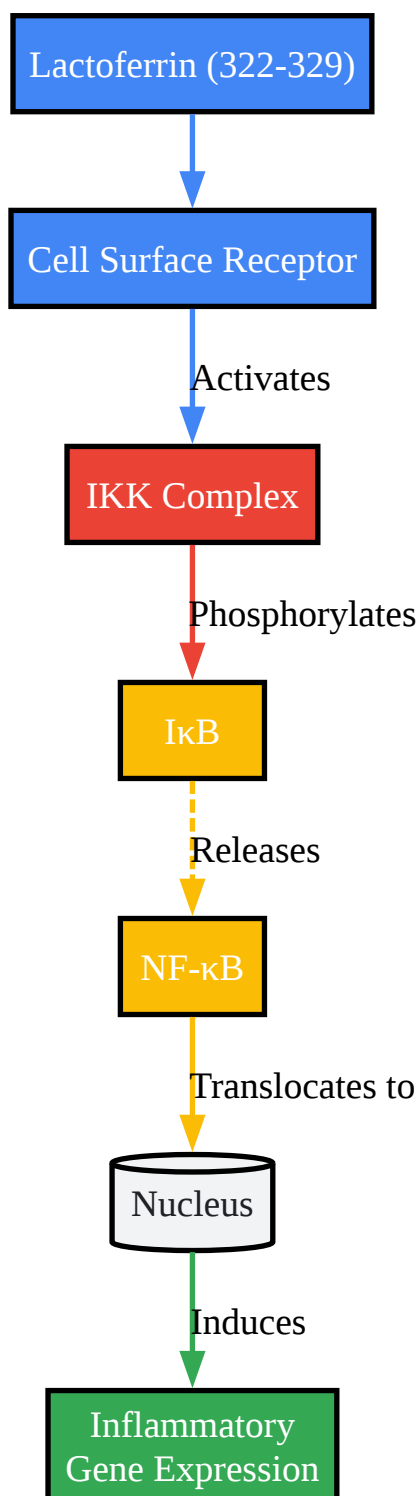 Lactoferrin (322-329)
Cell Surface Receptor
Activates
IKK Complex
Phosphorylates
IκB
Releases
NF-κB
Translocates to
Nucleus
Induces
Inflammatory
Gene Expression